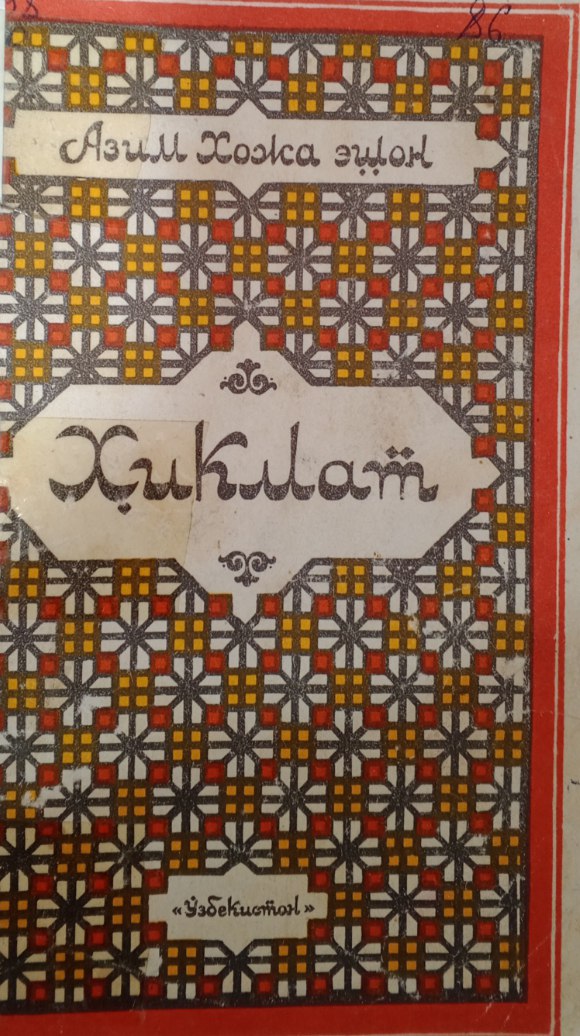 86
Азим Хожа эшон
Ҳикмат
«Ўзбекистон»